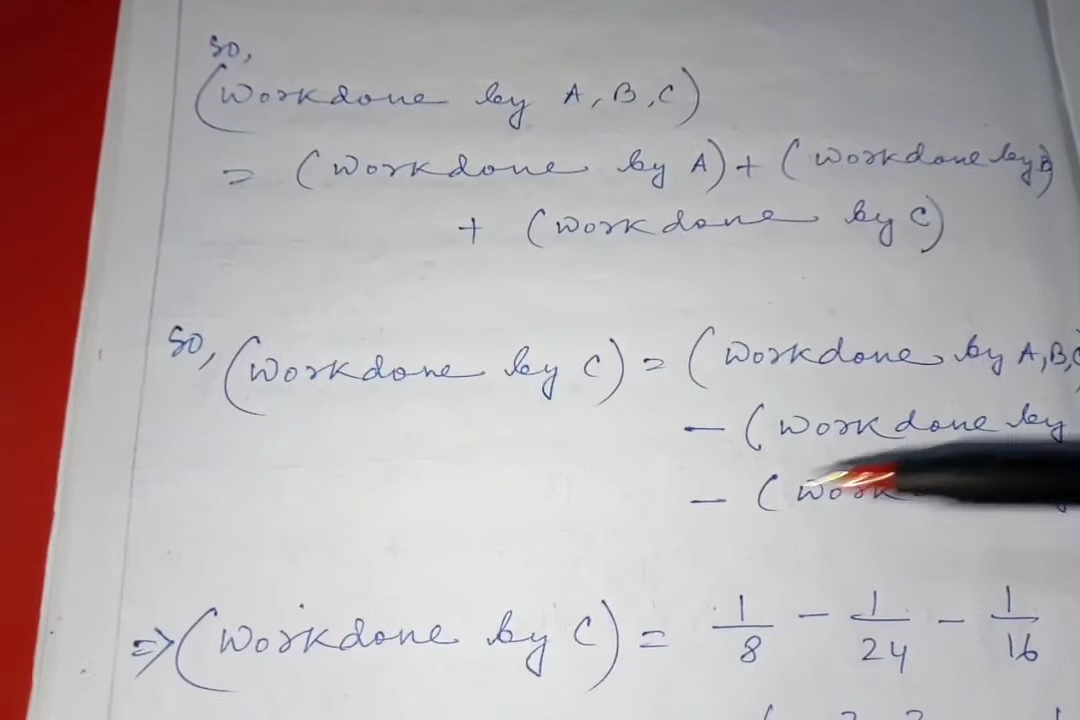 So,
(Workdone by A, B, C)
= (Workdone by A) + (Workdone by B)
+ (Workdone by C)
So, (Workdone by C) = (Workdone by A, B, C)
- (Workdone by
- (Work
=> (Workdone by C) = 1/8 - 1/24 - 1/16